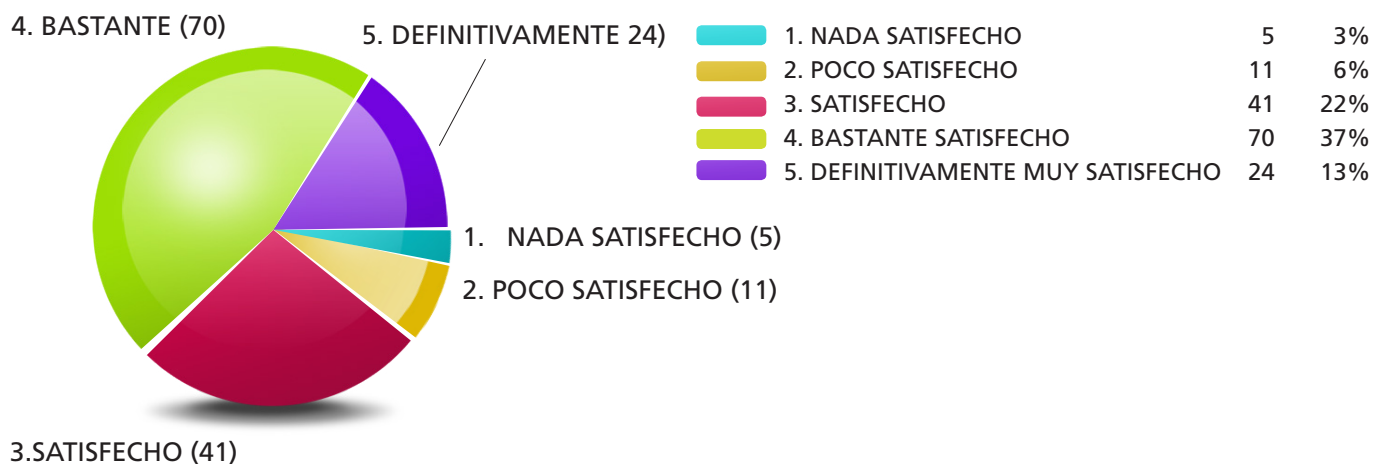 4. BASTANTE (70)
5. DEFINITIVAMENTE 24)
1. NADA SATISFECHO 5 3%
2. POCO SATISFECHO 11 6%
3. SATISFECHO 41 22%
4. BASTANTE SATISFECHO 70 37%
5. DEFINITIVAMENTE MUY SATISFECHO 24 13%
1. NADA SATISFECHO (5)
2. POCO SATISFECHO (11)
3.SATISFECHO (41)